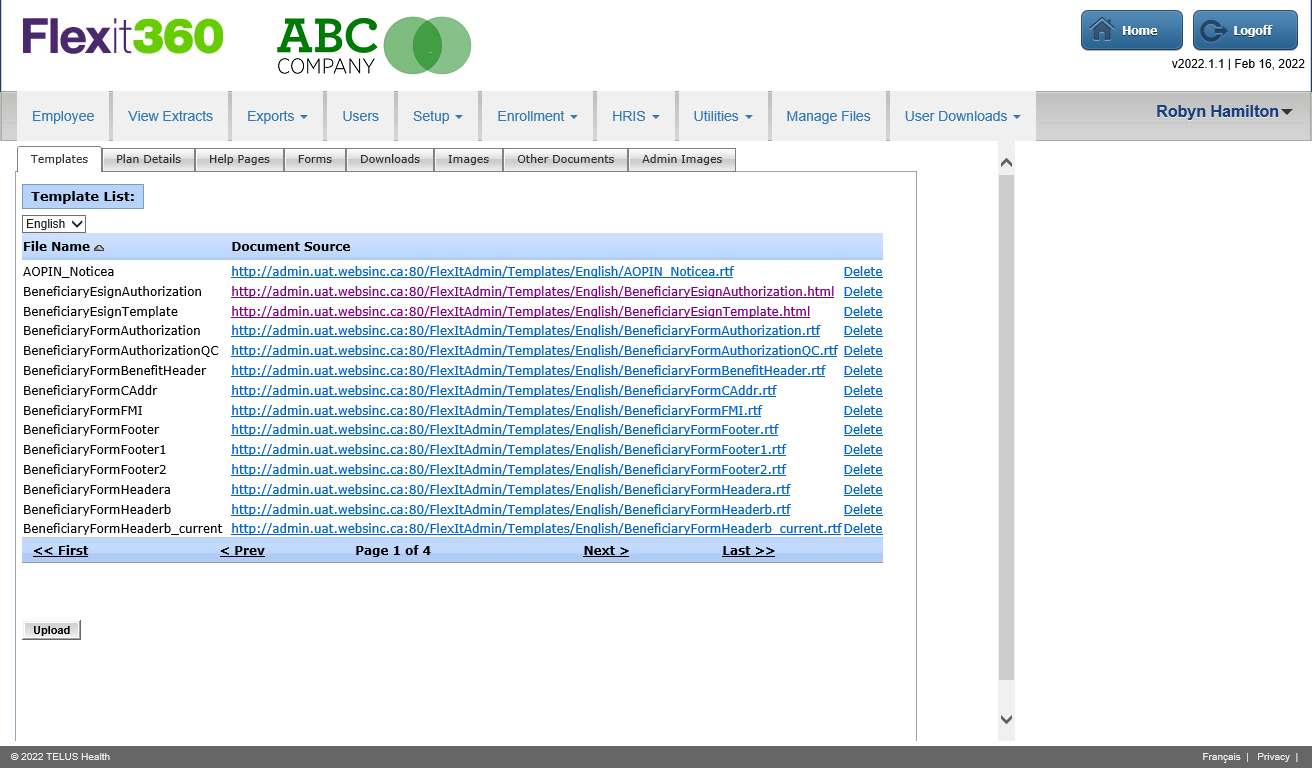 Flexit360
ABC
COMPANY
Home
Logoff
v2022.1.1 | Feb 16, 2022
Employee View Extracts Exports Users Setup Enrollment HRIS Utilities Manage Files User Downloads Robyn Hamilton
Templates Plan Details Help Pages Forms Downloads Images Other Documents Admin Images
Template List:
English
File Name Document Source
AOPIN_Noticea http://admin.uat.websinc.ca:80/FlexItAdmin/Templates/English/AOPIN_Noticea.rtf Delete
BeneficiaryEsignAuthorization http://admin.uat.websinc.ca:80/FlexItAdmin/Templates/English/BeneficiaryEsignAuthorization.html Delete
BeneficiaryEsignTemplate http://admin.uat.websinc.ca:80/FlexItAdmin/Templates/English/BeneficiaryEsignTemplate.html Delete
BeneficiaryFormAuthorization http://admin.uat.websinc.ca:80/FlexItAdmin/Templates/English/BeneficiaryFormAuthorization.rtf Delete
BeneficiaryFormAuthorizationQC http://admin.uat.websinc.ca:80/FlexItAdmin/Templates/English/BeneficiaryFormAuthorizationQC.rtf Delete
BeneficiaryFormBenefitHeader http://admin.uat.websinc.ca:80/FlexItAdmin/Templates/English/BeneficiaryFormBenefitHeader.rtf Delete
BeneficiaryFormCAddr http://admin.uat.websinc.ca:80/FlexItAdmin/Templates/English/BeneficiaryFormCAddr.rtf Delete
BeneficiaryFormFMI http://admin.uat.websinc.ca:80/FlexItAdmin/Templates/English/BeneficiaryFormFMI.rtf Delete
BeneficiaryFormFooter http://admin.uat.websinc.ca:80/FlexItAdmin/Templates/English/BeneficiaryFormFooter.rtf Delete
BeneficiaryFormFooter1 http://admin.uat.websinc.ca:80/FlexItAdmin/Templates/English/BeneficiaryFormFooter1.rtf Delete
BeneficiaryFormFooter2 http://admin.uat.websinc.ca:80/FlexItAdmin/Templates/English/BeneficiaryFormFooter2.rtf Delete
BeneficiaryFormHeadera http://admin.uat.websinc.ca:80/FlexItAdmin/Templates/English/BeneficiaryFormHeadera.rtf Delete
BeneficiaryFormHeaderb http://admin.uat.websinc.ca:80/FlexItAdmin/Templates/English/BeneficiaryFormHeaderb.rtf Delete
BeneficiaryFormHeaderb_current http://admin.uat.websinc.ca:80/FlexItAdmin/Templates/English/BeneficiaryFormHeaderb_current.rtf Delete
<< First < Prev Page 1 of 4 Next > Last >>
Upload
© 2022 TELUS Health Français | Privacy |